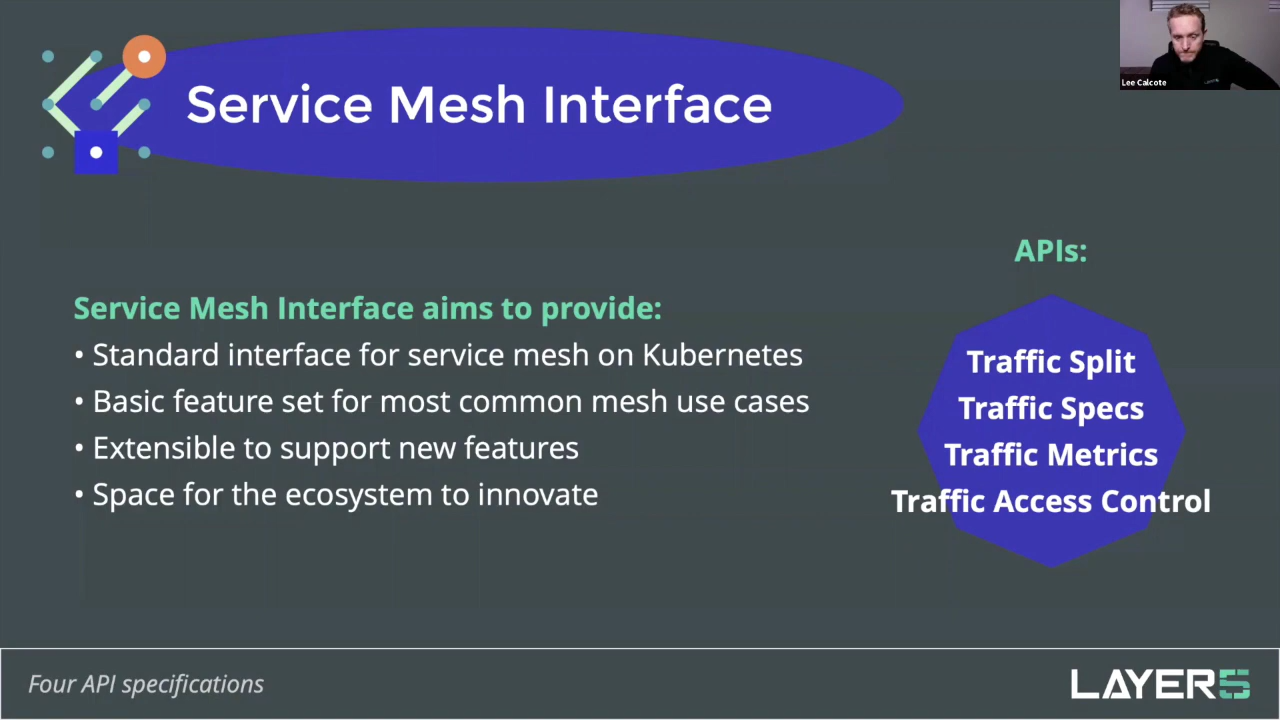 Service Mesh Interface
Lee Calcote
APIs:
Service Mesh Interface aims to provide:
• Standard interface for service mesh on Kubernetes
• Basic feature set for most common mesh use cases
• Extensible to support new features
• Space for the ecosystem to innovate
Traffic Split
Traffic Specs
Traffic Metrics
Traffic Access Control
Four API specifications
LAYER5